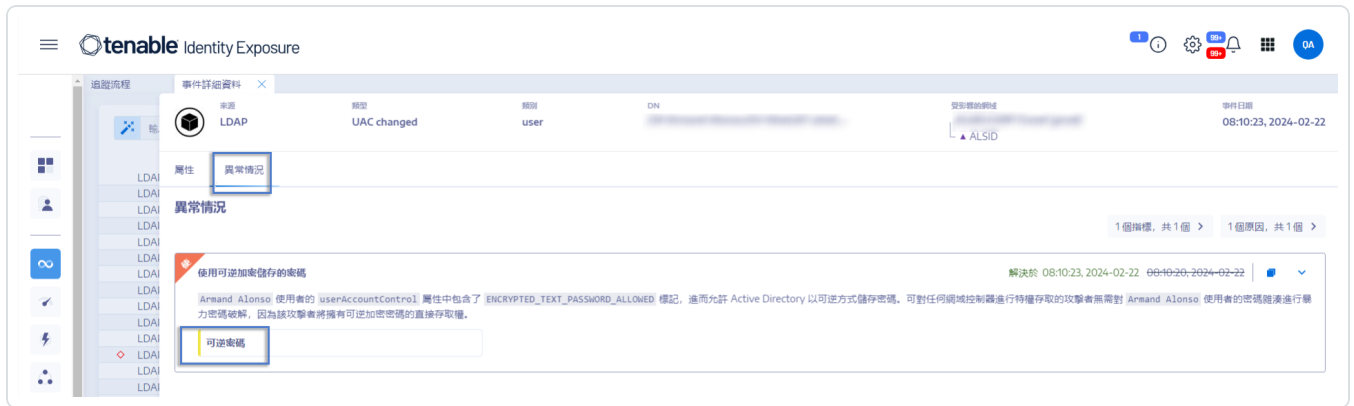 tenable Identity Exposure
1
99+
99+
QA
追蹤流程
事件詳細資料
來源
類型
類別
DN
受影響的網域
事件日期
LDAP
UAC changed
user
ALSID
08:10:23, 2024-02-22
屬性
異常情況
LDAP
LDAP
LDAP
LDAP
LDAP
LDAP
LDAP
LDAP
LDAP
LDAP
LDAP
LDAP
LDAP
LDAP
異常情況
1 個指標，共 1 個
1 個原因，共 1 個
使用可逆加密儲存的密碼
解決於 08:10:23, 2024-02-22 08:10:20, 2024-02-22
Armand Alonso 使用者的 userAccountControl 屬性中包含了 ENCRYPTED_TEXT_PASSWORD_ALLOWED 標記，進而允許 Active Directory 以可逆方式儲存密碼。可對任何網域控制器進行特權存取的攻擊者無需對 Armand Alonso 使用者的密碼雜湊進行暴
力密碼破解，因為該攻擊者將擁有可逆加密密碼的直接存取權。
可逆密碼